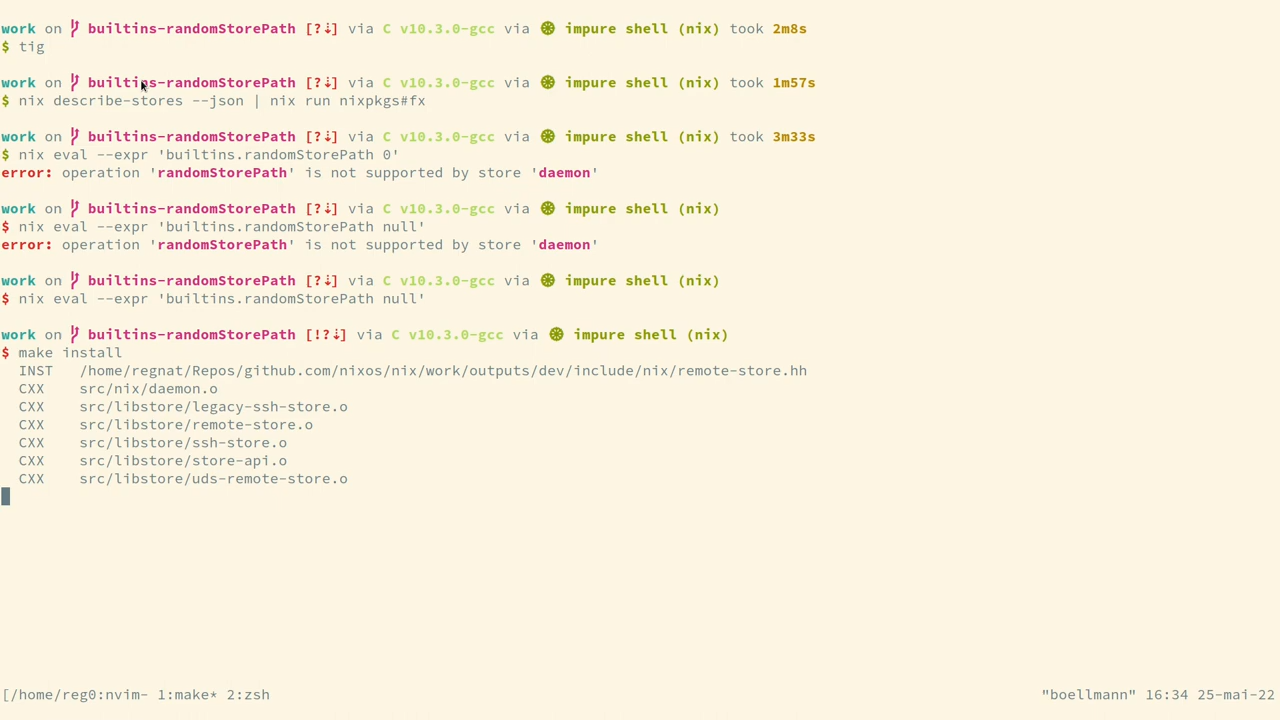 work on builtins-randomStorePath [?⇣] via C v10.3.0-gcc via impure shell (nix) took 2m8s
$ tig
work on builtins-randomStorePath [?⇣] via C v10.3.0-gcc via impure shell (nix) took 1m57s
$ nix describe-stores --json | nix run nixpkgs#fx
work on builtins-randomStorePath [?⇣] via C v10.3.0-gcc via impure shell (nix) took 3m33s
$ nix eval --expr 'builtins.randomStorePath 0'
error: operation 'randomStorePath' is not supported by store 'daemon'
work on builtins-randomStorePath [?⇣] via C v10.3.0-gcc via impure shell (nix)
$ nix eval --expr 'builtins.randomStorePath null'
error: operation 'randomStorePath' is not supported by store 'daemon'
work on builtins-randomStorePath [?⇣] via C v10.3.0-gcc via impure shell (nix)
$ nix eval --expr 'builtins.randomStorePath null'
work on builtins-randomStorePath [!?⇣] via C v10.3.0-gcc via impure shell (nix)
$ make install
INST /home/regnat/Repos/github.com/nixos/nix/work/outputs/dev/include/nix/remote-store.hh
CXX src/nix/daemon.o
CXX src/libstore/legacy-ssh-store.o
CXX src/libstore/remote-store.o
CXX src/libstore/ssh-store.o
CXX src/libstore/store-api.o
CXX src/libstore/uds-remote-store.o
[/home/reg0:nvim- 1:make* 2:zsh "boellmann" 16:34 25-mai-22